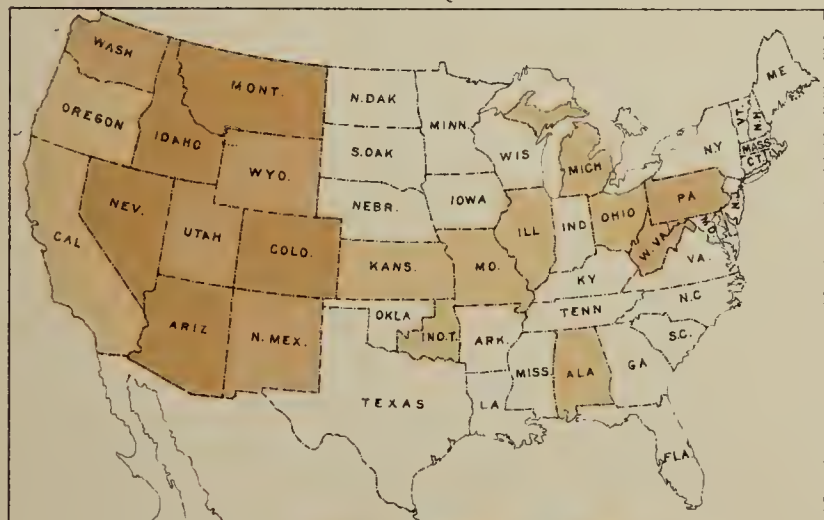 WASH
MONT.
N.DAK
MINN
ME
OREGON
IDAHO
VT.
N.H.
WIS
NY
MASS
CT.
S.DAK
WYO.
MICH
NEBR.
IOWA
PA
N.J.
NEV.
UTAH
COLO.
ILL
IND
OHIO
MD.
W.VA.
CAL
KANS.
MO.
VA.
KY
N.C
TENN
OKLA
IND.T.
ARIZ
N.MEX.
ARK.
S.C.
MISS
ALA
GA
TEXAS
LA
FLA.